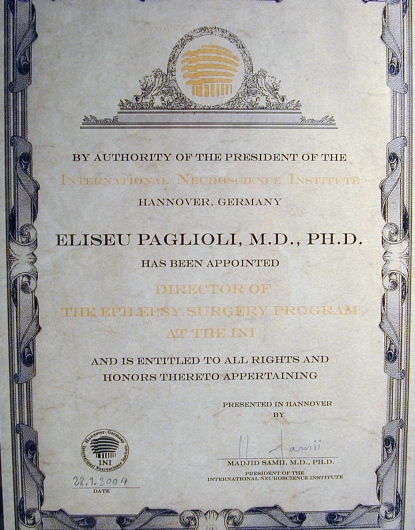 BY AUTHORITY OF THE PRESIDENT OF THE
INTERNATIONAL NEUROSCIENCE INSTITUTE
HANNOVER, GERMANY
ELISEU PAGLIOLI, M.D., PH.D.
HAS BEEN APPOINTED
DIRECTOR OF
THE EPILÆPSY SURGERY PROGRAM
AT THE INI
AND IS ENTITLED TO ALL RIGHTS AND
HONORS THERETO APPERTAINING
PRESENTED IN HANNOVER
BY
INI
MADJID SAMII, M.D., PH.D.
PRESIDENT OF THE
INTERNATIONAL NEUROSCIENCE INSTITUTE
22.1.2004
DATE